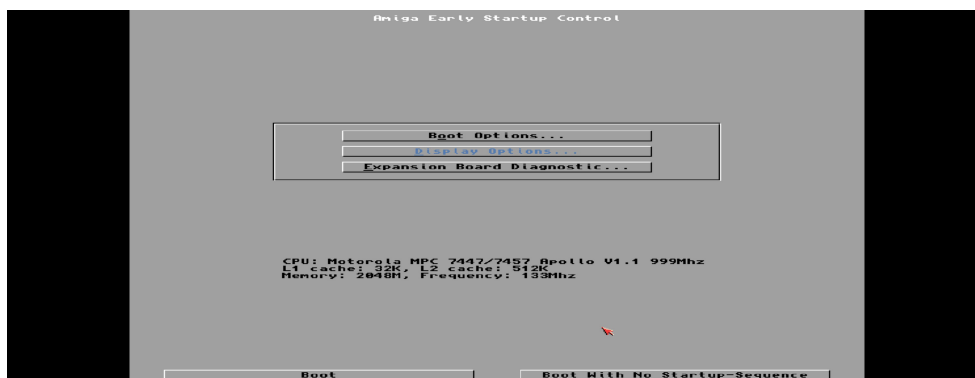 Amiga Early Startup Control
Boot Options...
Display Options...
Expansion Board Diagnostic...
CPU: Motorola MPC 7447/7457 Apollo V1.1 999Mhz
L1 cache: 32K, L2 cache: 512K
Memory: 2048M, Frequency: 133Mhz
Boot
Boot With No Startup-Sequence